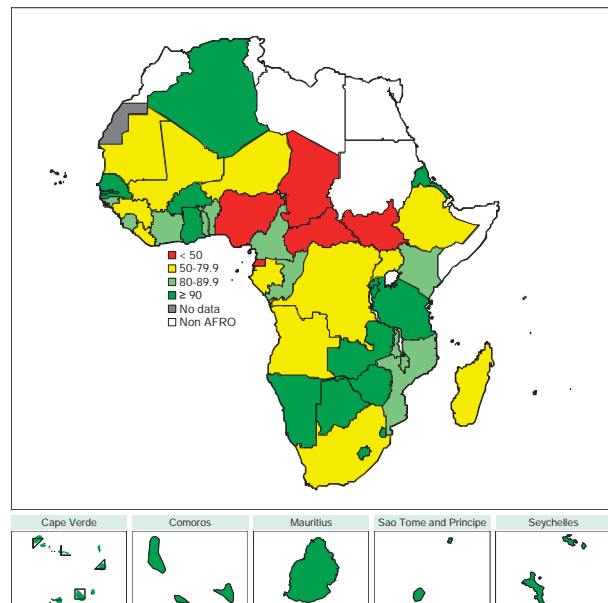 < 50
50-79.9
80-89.9
≥ 90
No data
Non AFRO
Cape Verde
Comoros
Mauritius
Sao Tome and Principe
Seychelles